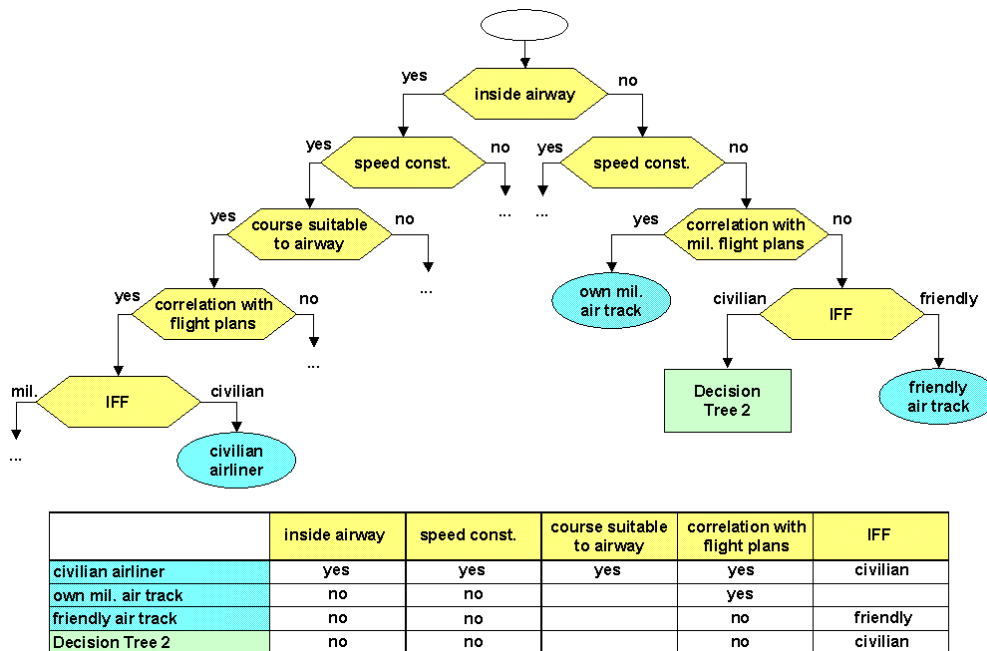 yes
no
inside airway
yes
no
yes
no
speed const.
speed const.
...
...
yes
no
yes
no
course suitable
to airway
correlation with
mil. flight plans
...
own mil.
air track
yes
no
civilian
friendly
correlation with
flight plans
IFF
...
mil.
civilian
IFF
Decision
Tree 2
friendly
air track
...
civilian
airliner
inside airway speed const. course suitable to airway correlation with flight plans IFF
civilian airliner yes yes yes yes civilian
own mil. air track no no yes
friendly air track no no no friendly
Decision Tree 2 no no no civilian